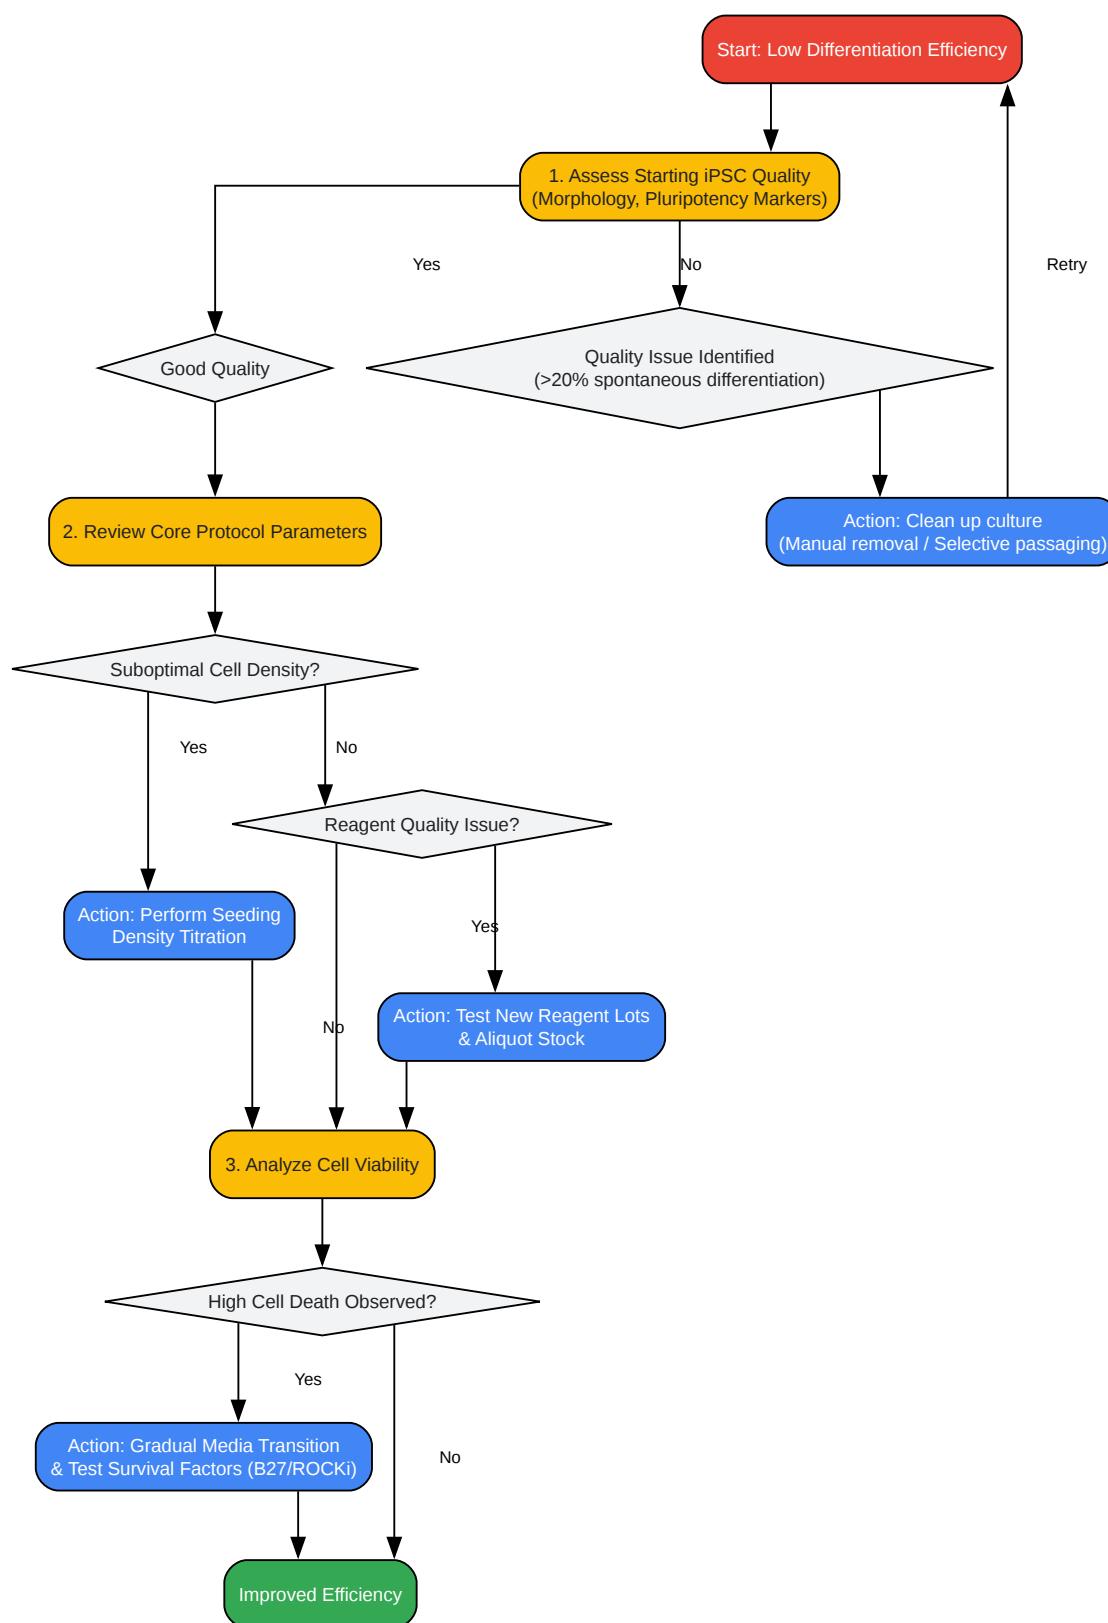 Start: Low Differentiation Efficiency
1. Assess Starting iPSC Quality
(Morphology, Pluripotency Markers)
Yes
No
Retry
Good Quality
Quality Issue Identified
(>20% spontaneous differentiation)
2. Review Core Protocol Parameters
Action: Clean up culture
(Manual removal / Selective passaging)
Suboptimal Cell Density?
Yes
No
Reagent Quality Issue?
Action: Perform Seeding
Density Titration
Yes
No
Action: Test New Reagent Lots
& Aliquot Stock
3. Analyze Cell Viability
High Cell Death Observed?
Yes
Action: Gradual Media Transition
& Test Survival Factors (B27/ROCKi)
No
Improved Efficiency